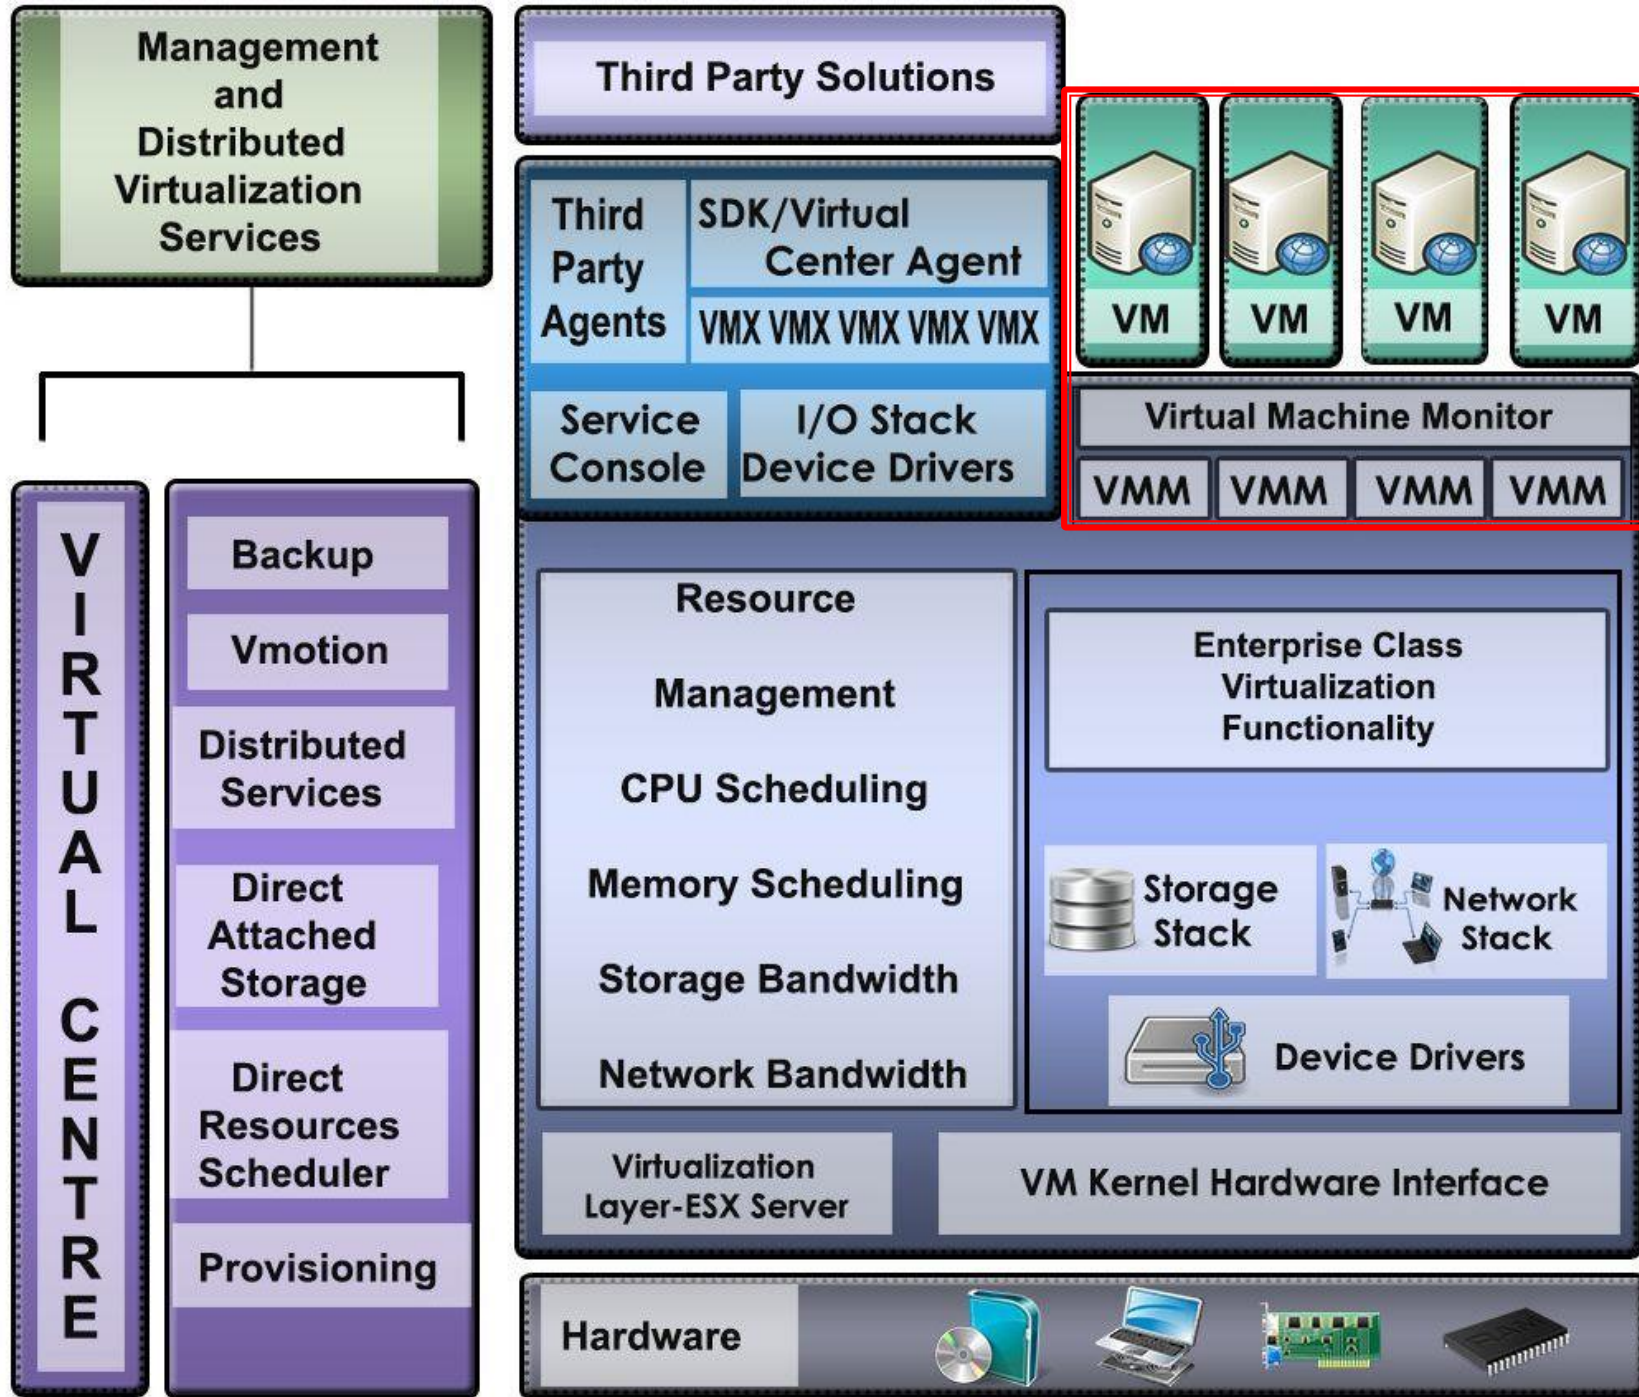 Management
and
Distributed
Virtualization
Services
Third Party Solutions
Third
Party
Agents
SDK/Virtual
Center Agent
VMX VMX VMX VMX VMX
Service
Console
I/O Stack
Device Drivers
VM
VM
VM
VM
Virtual Machine Monitor
VMM
VMM
VMM
VMM
VIRTUAL CENTRE
Backup
Vmotion
Distributed
Services
Direct
Attached
Storage
Direct
Resources
Scheduler
Provisioning
Resource
Management
CPU Scheduling
Memory Scheduling
Storage Bandwidth
Network Bandwidth
Enterprise Class
Virtualization
Functionality
Storage
Stack
Network
Stack
Device Drivers
Virtualization
Layer-ESX Server
VM Kernel Hardware Interface
Hardware
RAM